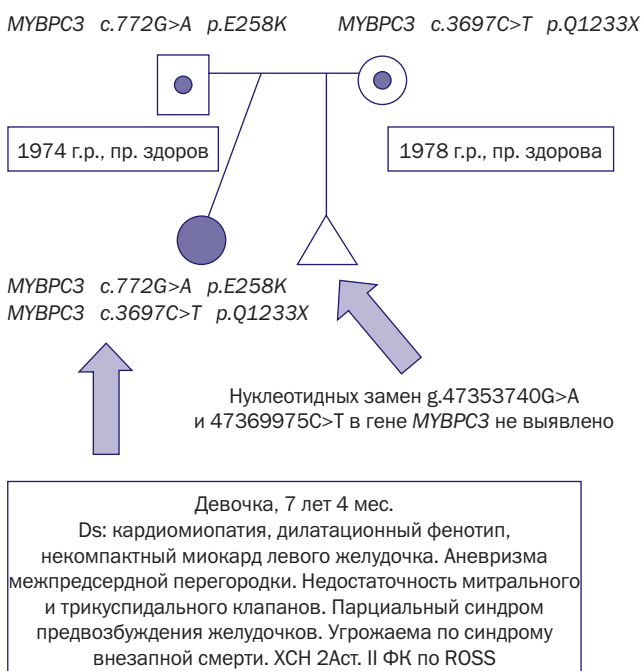 MYBPC3 c.772G>A p.E258K MYBPC3 c.3697C>T p.Q1233X
1974 г.р., пр. здоров
1978 г.р., пр. здорова
MYBPC3 c.772G>A p.E258K
MYBPC3 c.3697C>T p.Q1233X
Нуклеотидных замен g.47353740G>A
и 47369975C>T в гене MYBPC3 не выявлено
Девочка, 7 лет 4 мес.
Ds: кардиомиопатия, дилатационный фенотип,
некомпактный миокард левого желудочка. Аневризма
межпредсердной перегородки. Недостаточность митрального
и трикуспидального клапанов. Парциальный синдром
предвозбуждения желудочков. Угрожаема по синдрому
внезапной смерти. ХСН 2Аст. II ФК по ROSS